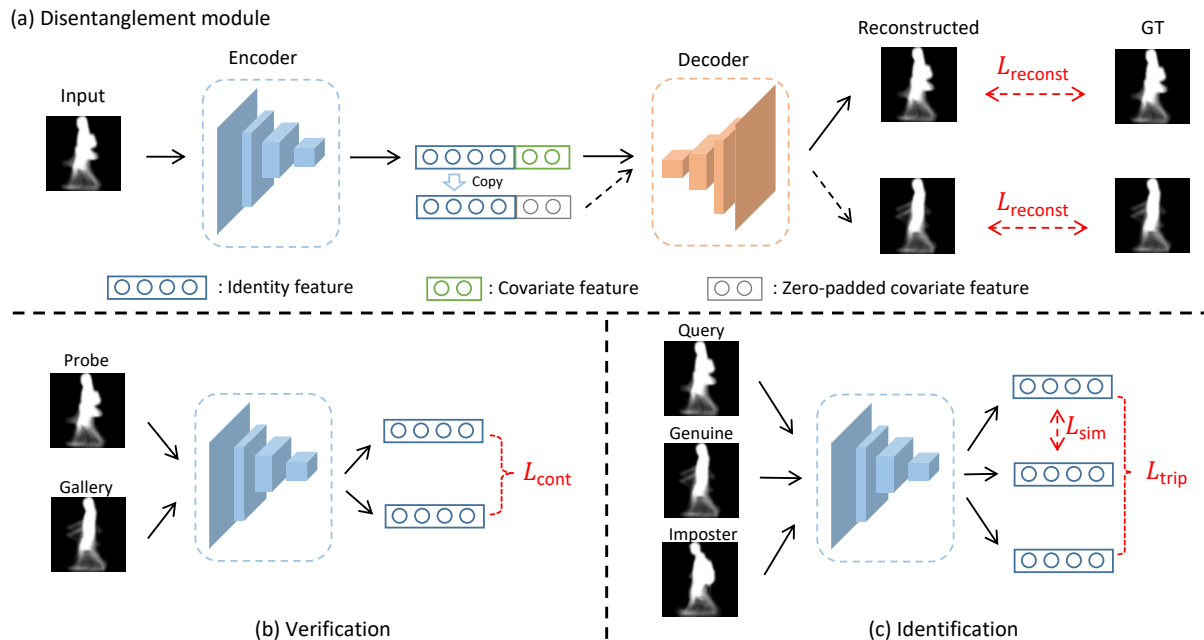 (a) Disentanglement module
Input
Encoder
Decoder
Reconstructed
GT
L_reconst
Copy
L_reconst
: Identity feature
: Covariate feature
: Zero-padded covariate feature
Probe
Gallery
L_cont
(b) Verification
Query
Genuine
Imposter
L_sim
L_trip
(c) Identification